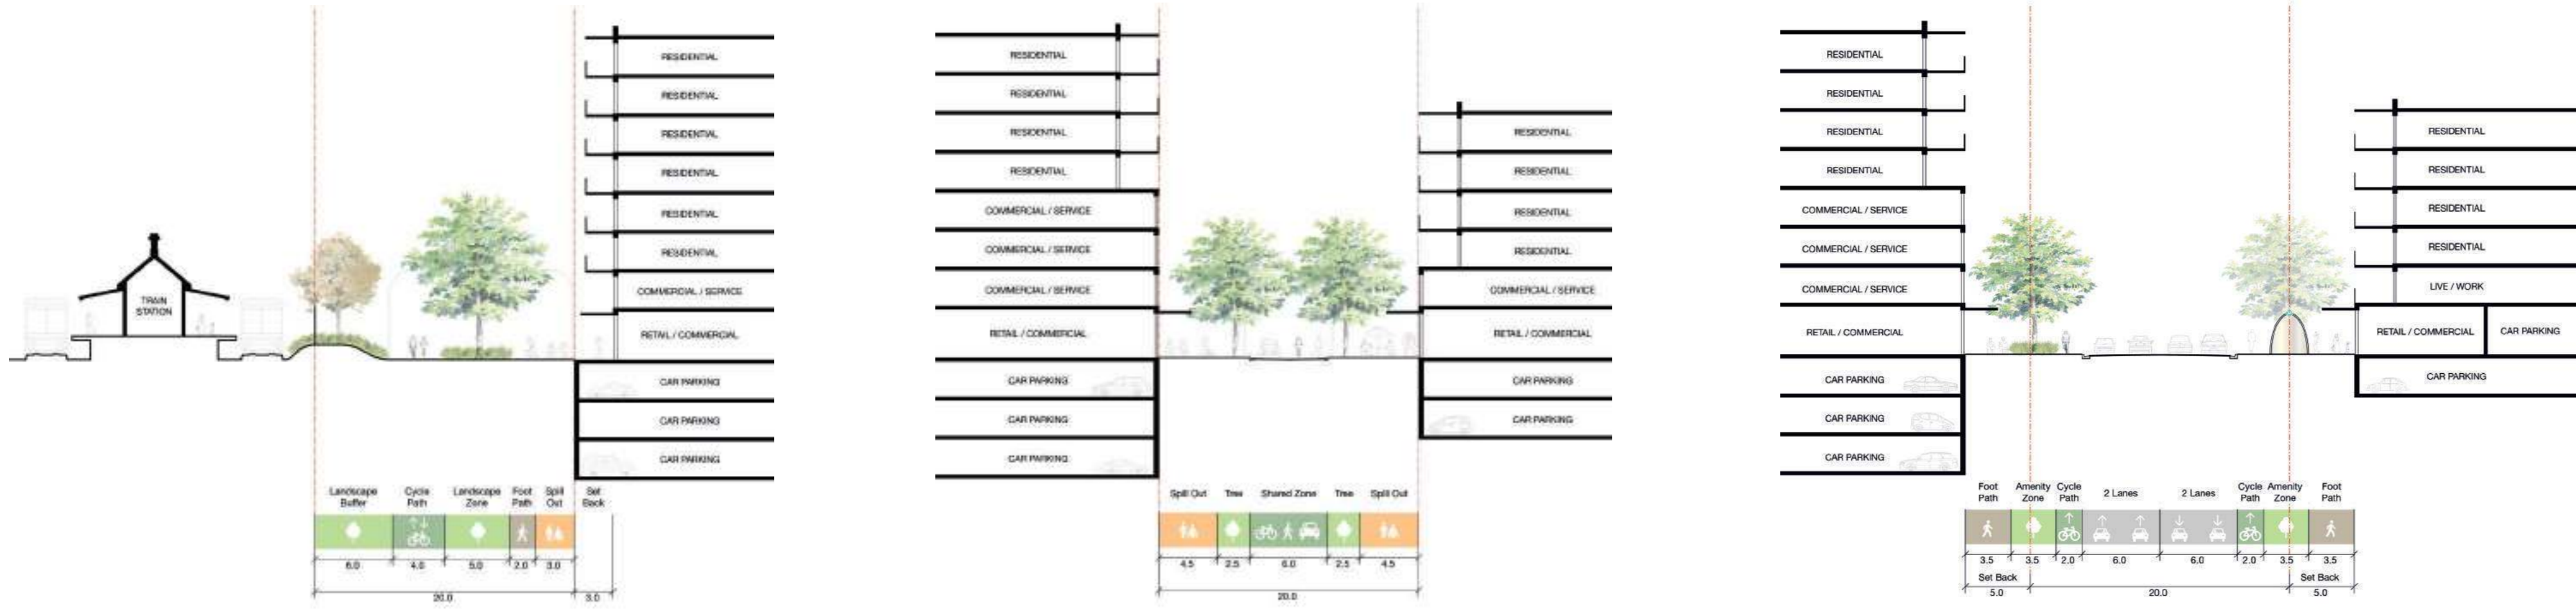 RESIDENTIAL
RESIDENTIAL
RESIDENTIAL
RESIDENTIAL
RESIDENTIAL
RESIDENTIAL
COMMERCIAL / SERVICE
RETAIL / COMMERCIAL
TRAIN
STATION
CAR PARKING
CAR PARKING
CAR PARKING
Landscape Buffer
Cycle Path
Landscape Zone
Foot Path
Spill Out
Set Back
6.0 4.0 5.0 2.0 3.0
20.0 3.0
RESIDENTIAL
RESIDENTIAL
RESIDENTIAL
RESIDENTIAL
COMMERCIAL / SERVICE
COMMERCIAL / SERVICE
COMMERCIAL / SERVICE
RETAIL / COMMERCIAL
CAR PARKING
CAR PARKING
CAR PARKING
RESIDENTIAL
RESIDENTIAL
RESIDENTIAL
RESIDENTIAL
COMMERCIAL / SERVICE
RETAIL / COMMERCIAL
CAR PARKING
CAR PARKING
Spill Out Tree Shared Zone Tree Spill Out
4.5 2.5 6.0 2.5 4.5
20.0
RESIDENTIAL
RESIDENTIAL
RESIDENTIAL
RESIDENTIAL
COMMERCIAL / SERVICE
COMMERCIAL / SERVICE
COMMERCIAL / SERVICE
RETAIL / COMMERCIAL
CAR PARKING
CAR PARKING
CAR PARKING
RESIDENTIAL
RESIDENTIAL
RESIDENTIAL
RESIDENTIAL
LIVE / WORK
RETAIL / COMMERCIAL CAR PARKING
CAR PARKING
Foot Path
Amenity Zone
Cycle Path
2 Lanes
2 Lanes
Cycle Path
Amenity Zone
Foot Path
3.5 3.5 2.0 6.0 6.0 2.0 3.5 3.5
Set Back Set Back
5.0 20.0 5.0